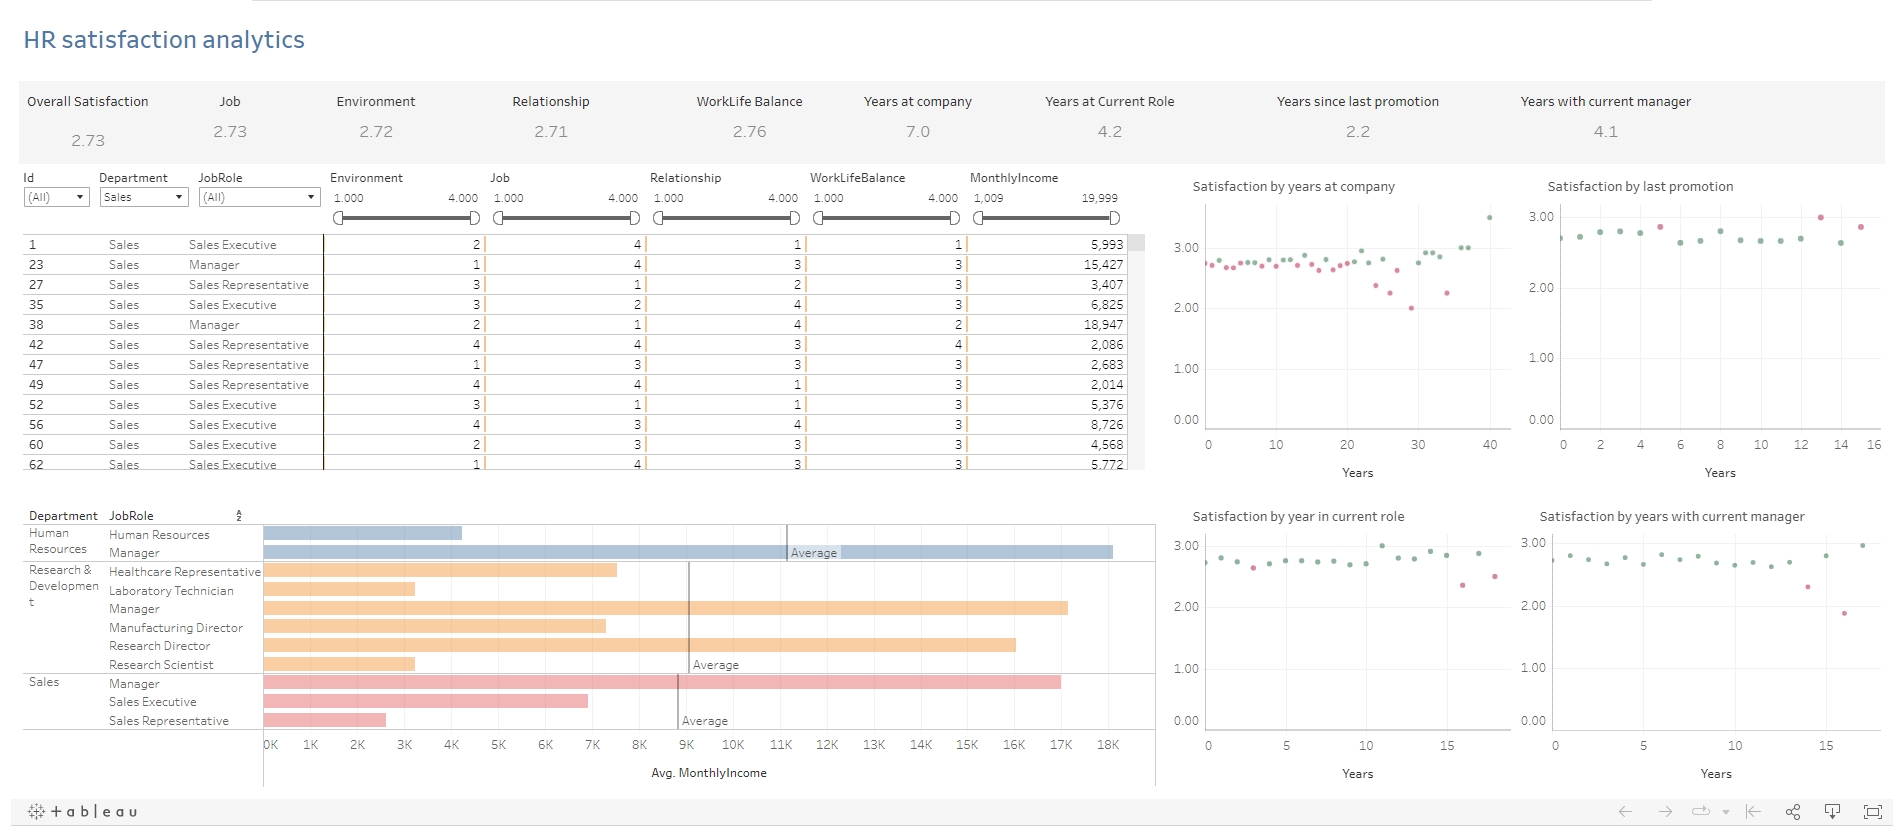 HR satisfaction analytics
Overall Satisfaction Job Environment Relationship WorkLife Balance Years at company Years at Current Role Years since last promotion Years with current manager
2.73 2.73 2.72 2.71 2.76 7.0 4.2 2.2 4.1
Id Department JobRole Environment Job Relationship WorkLifeBalance MonthlyIncome
(All) Sales (All) 1.000 4.000 1.000 4.000 1.000 4.000 1.000 4.000 1,009 19,999
1 Sales Sales Executive 2 4 1 1 5,993
23 Sales Manager 1 4 3 3 15,427
27 Sales Sales Representative 3 1 2 3 3,407
35 Sales Sales Executive 3 2 4 3 6,825
38 Sales Manager 2 1 4 2 18,947
42 Sales Sales Representative 4 4 3 4 2,086
47 Sales Sales Representative 1 3 3 3 2,683
49 Sales Sales Representative 4 4 1 3 2,014
52 Sales Sales Executive 3 1 1 3 5,376
56 Sales Sales Executive 4 3 4 3 8,726
60 Sales Sales Executive 2 3 3 3 4,568
62 Sales Sales Executive 1 4 3 3 5,772
Satisfaction by years at company
3.00
2.00
1.00
0.00
0 10 20 30 40
Years
Satisfaction by last promotion
3.00
2.00
1.00
0.00
0 2 4 6 8 10 12 14 16
Years
Department JobRole
Human Resources
Human Resources
Manager
Average
Research &
Developmen
t
Healthcare Representative
Laboratory Technician
Manager
Manufacturing Director
Research Director
Research Scientist
Average
Sales
Manager
Sales Executive
Sales Representative
Average
0K 1K 2K 3K 4K 5K 6K 7K 8K 9K 10K 11K 12K 13K 14K 15K 16K 17K 18K
Avg. MonthlyIncome
Satisfaction by year in current role
3.00
2.00
1.00
0.00
0 5 10 15
Years
Satisfaction by years with current manager
3.00
2.00
1.00
0.00
0 5 10 15
Years
+ableau